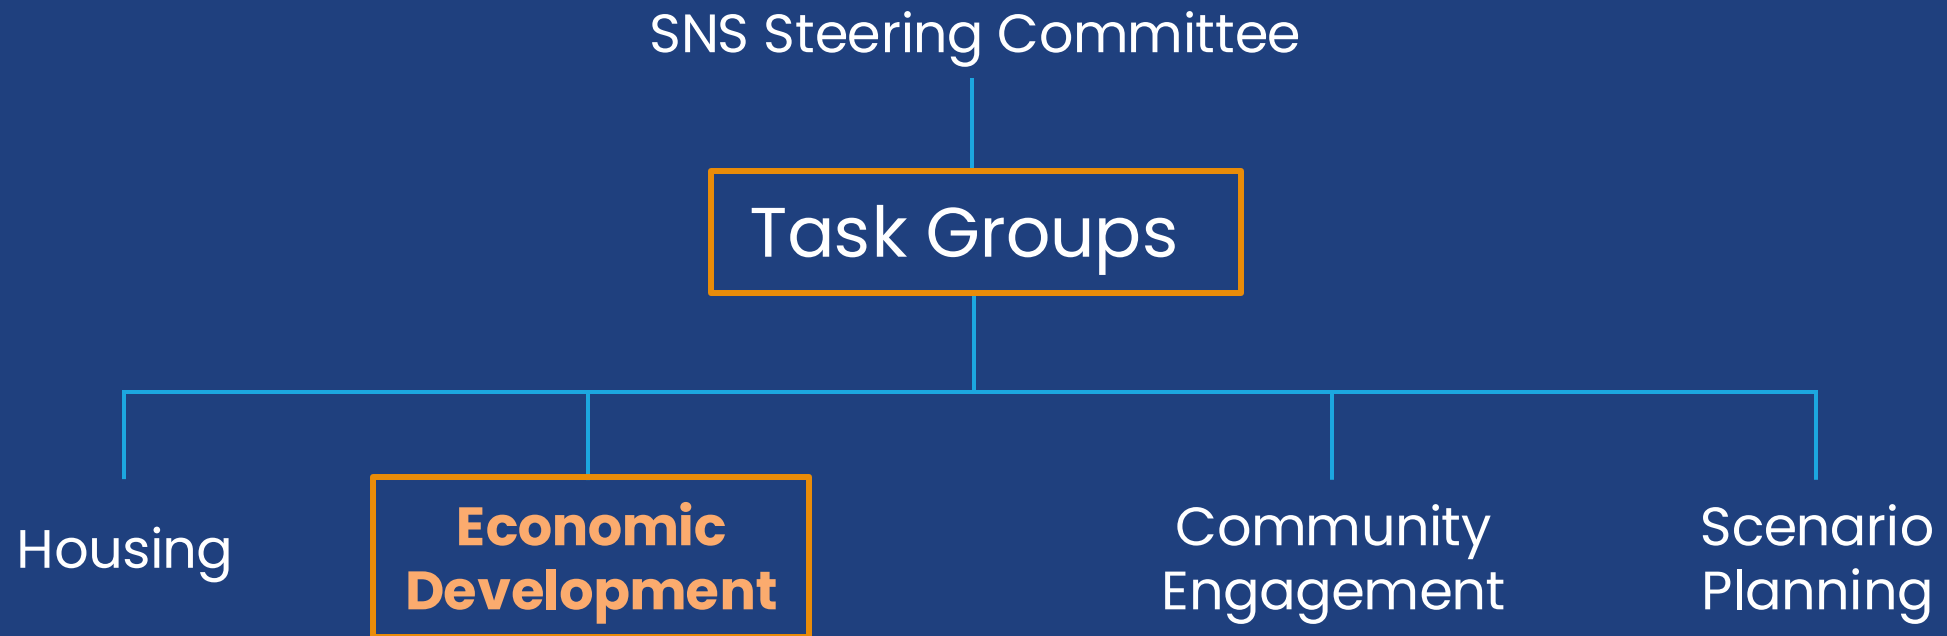 SNS Steering Committee
Task Groups
Housing
Economic
Development
Community
Engagement
Scenario
Planning